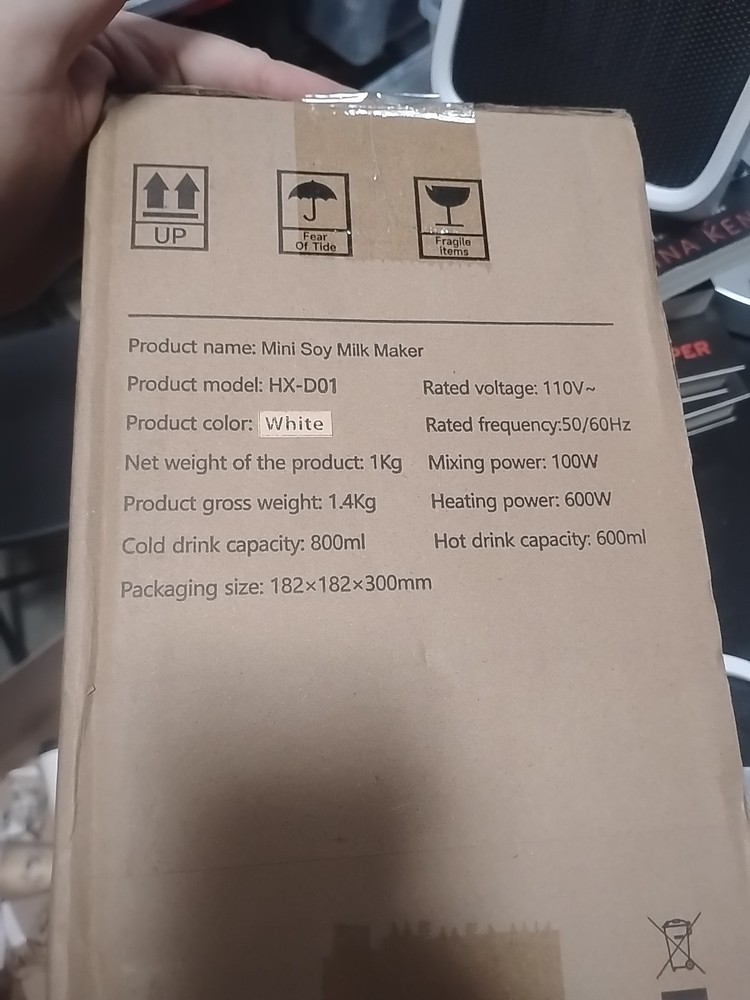 UP
Fear
Of Tide
Fragile
Items
Product name: Mini Soy Milk Maker
Product model: HX-D01
Rated voltage: 110V~
Product color: White
Rated frequency:50/60Hz
Net weight of the product: 1Kg
Mixing power: 100W
Product gross weight: 1.4Kg
Heating power: 600W
Cold drink capacity: 800ml
Hot drink capacity: 600ml
Packaging size: 182×182×300mm